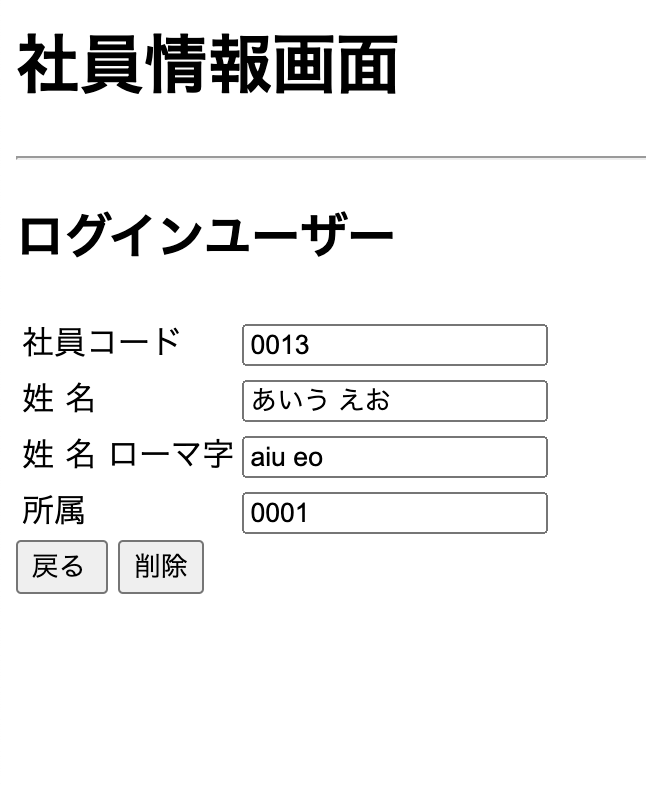 社員情報画面
ログインユーザー
社員コード 0013
姓 名 あいう えお
姓 名 ローマ字 aiu eo
所属 0001
戻る 削除